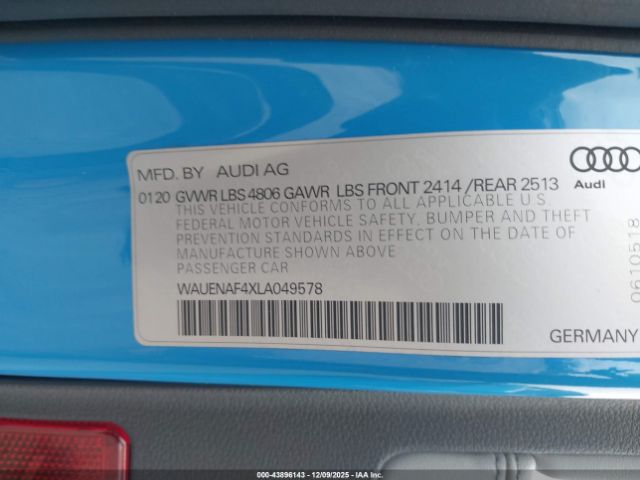 MFD. BY AUDI AG
0120 GVWR LBS 4806 GAWR LBS FRONT 2414 /REAR 2513
THIS VEHICLE CONFORMS TO ALL APPLICABLE U.S.
FEDERAL MOTOR VEHICLE SAFETY, BUMPER AND THEFT
PREVENTION STANDARDS IN EFFECT ON THE DATE OF
MANUFACTURE SHOWN ABOVE
PASSENGER CAR
WAUENAF4XLA049578
Audi
0610518
GERMANY
000-43896143 - 12/09/2025 - IAAI.COM